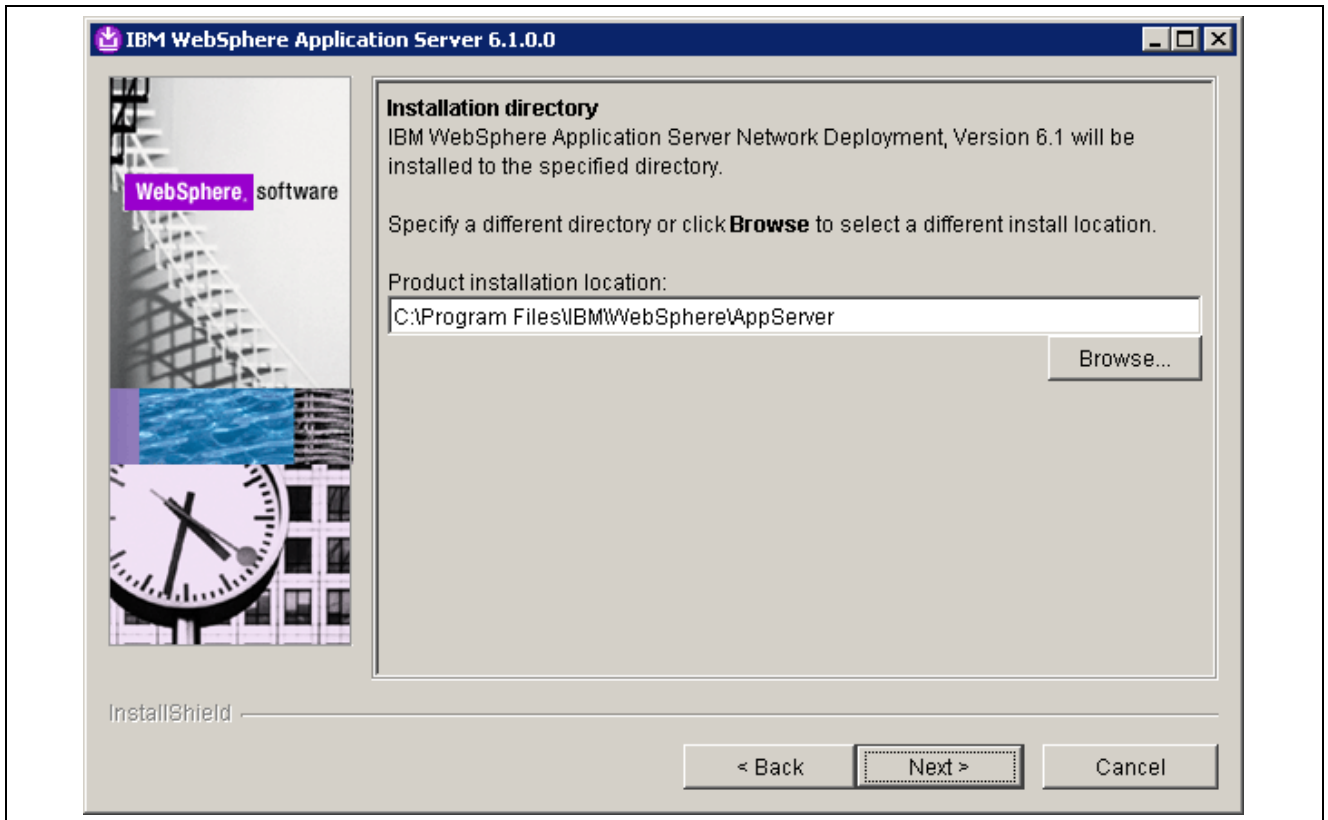 IBM WebSphere Application Server 6.1.0.0
WebSphere. software
Installation directory
IBM WebSphere Application Server Network Deployment, Version 6.1 will be
installed to the specified directory.
Specify a different directory or click Browse to select a different install location.
Product installation location:
C:\Program Files\IBM\WebSphere\AppServer
Browse...
InstallShield
< Back
Next >
Cancel